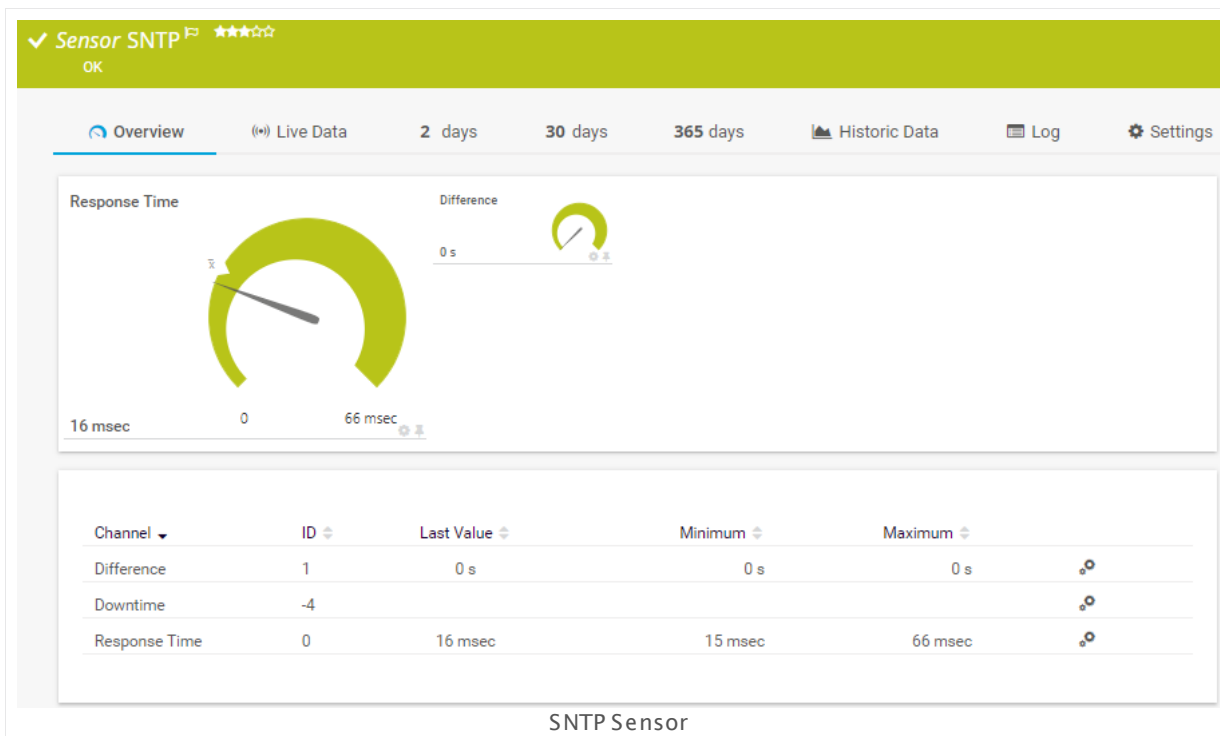 Sensor SNTP
OK
Overview Live Data 2 days 30 days 365 days Historic Data Log Settings
Response Time
x̄
0 66 msec
16 msec
Difference
0 s
Channel ID Last Value Minimum Maximum
Difference 1 0 s 0 s 0 s
Downtime -4
Response Time 0 16 msec 15 msec 66 msec
SNTP Sensor